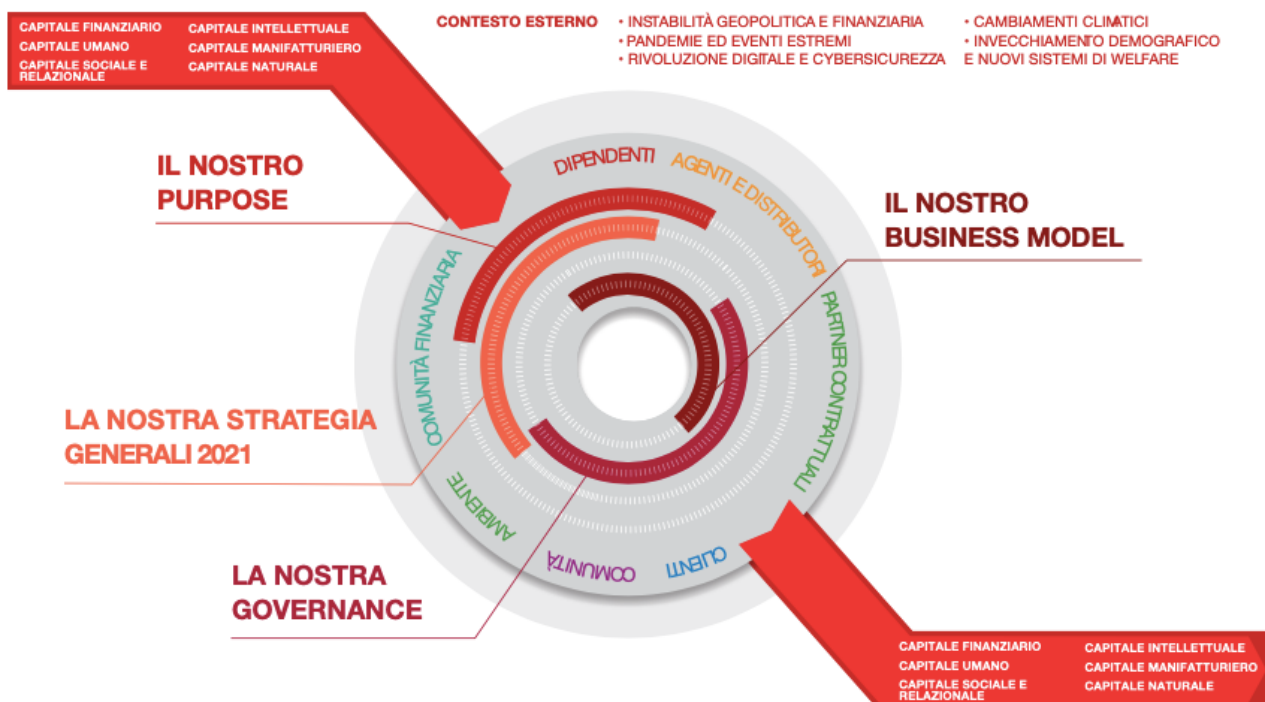 CAPITALE FINANZIARIO
CAPITALE UMANO
CAPITALE SOCIALE E
RELAZIONALE
CAPITALE INTELLETTUALE
CAPITALE MANIFATTURIERO
CAPITALE NATURALE
CONTESTO ESTERNO
• INSTABILITÀ GEOPOLITICA E FINANZIARIA
• PANDEMIE ED EVENTI ESTREMI
• RIVOLUZIONE DIGITALE E CYBERSICUREZZA
• CAMBIAMENTI CLIMATICI
• INVECCHIAMENTO DEMOGRAFICO
E NUOVI SISTEMI DI WELFARE
IL NOSTRO
PURPOSE
DIPENDENTI
AGENTI E DISTRIBUTORI
IL NOSTRO
BUSINESS MODEL
COMUNITÀ FINANZIARIA
PARTNER CONTRATTUALI
LA NOSTRA STRATEGIA
GENERALI 2021
AMBIENTE
COMUNITÀ
CLIENTI
LA NOSTRA
GOVERNANCE
CAPITALE FINANZIARIO
CAPITALE UMANO
CAPITALE SOCIALE E
RELAZIONALE
CAPITALE INTELLETTUALE
CAPITALE MANIFATTURIERO
CAPITALE NATURALE